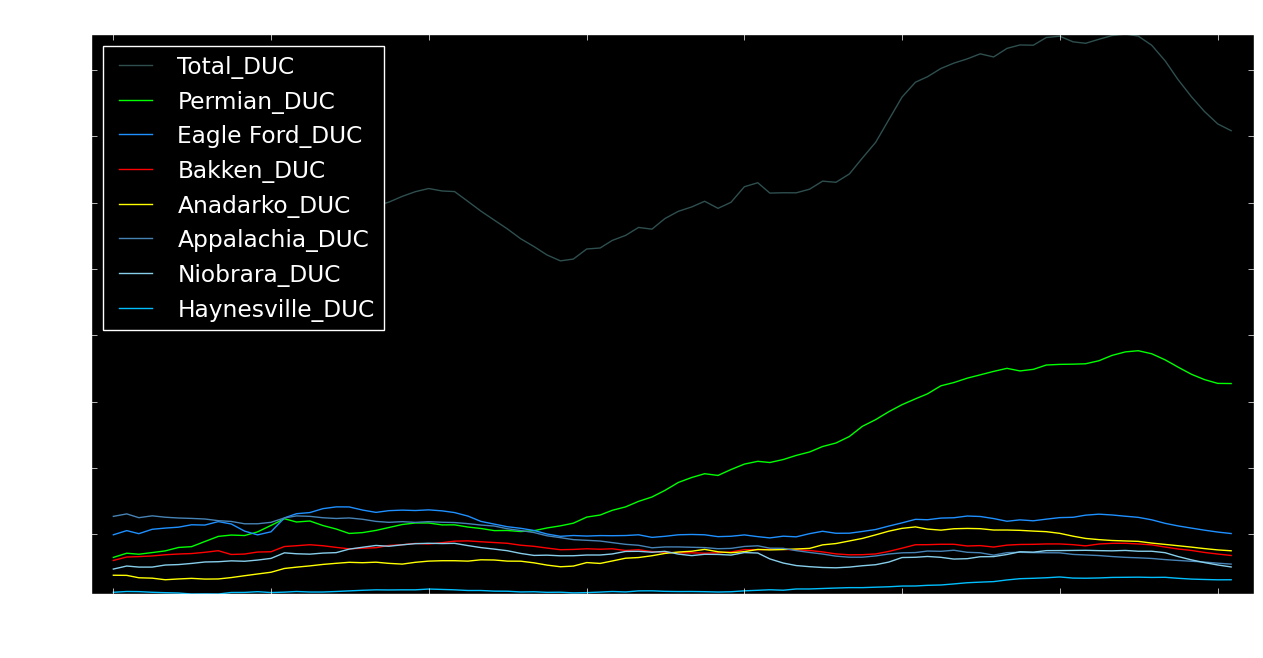 Total_DUC
Permian_DUC
Eagle Ford_DUC
Bakken_DUC
Anadarko_DUC
Appalachia_DUC
Niobrara_DUC
Haynesville_DUC